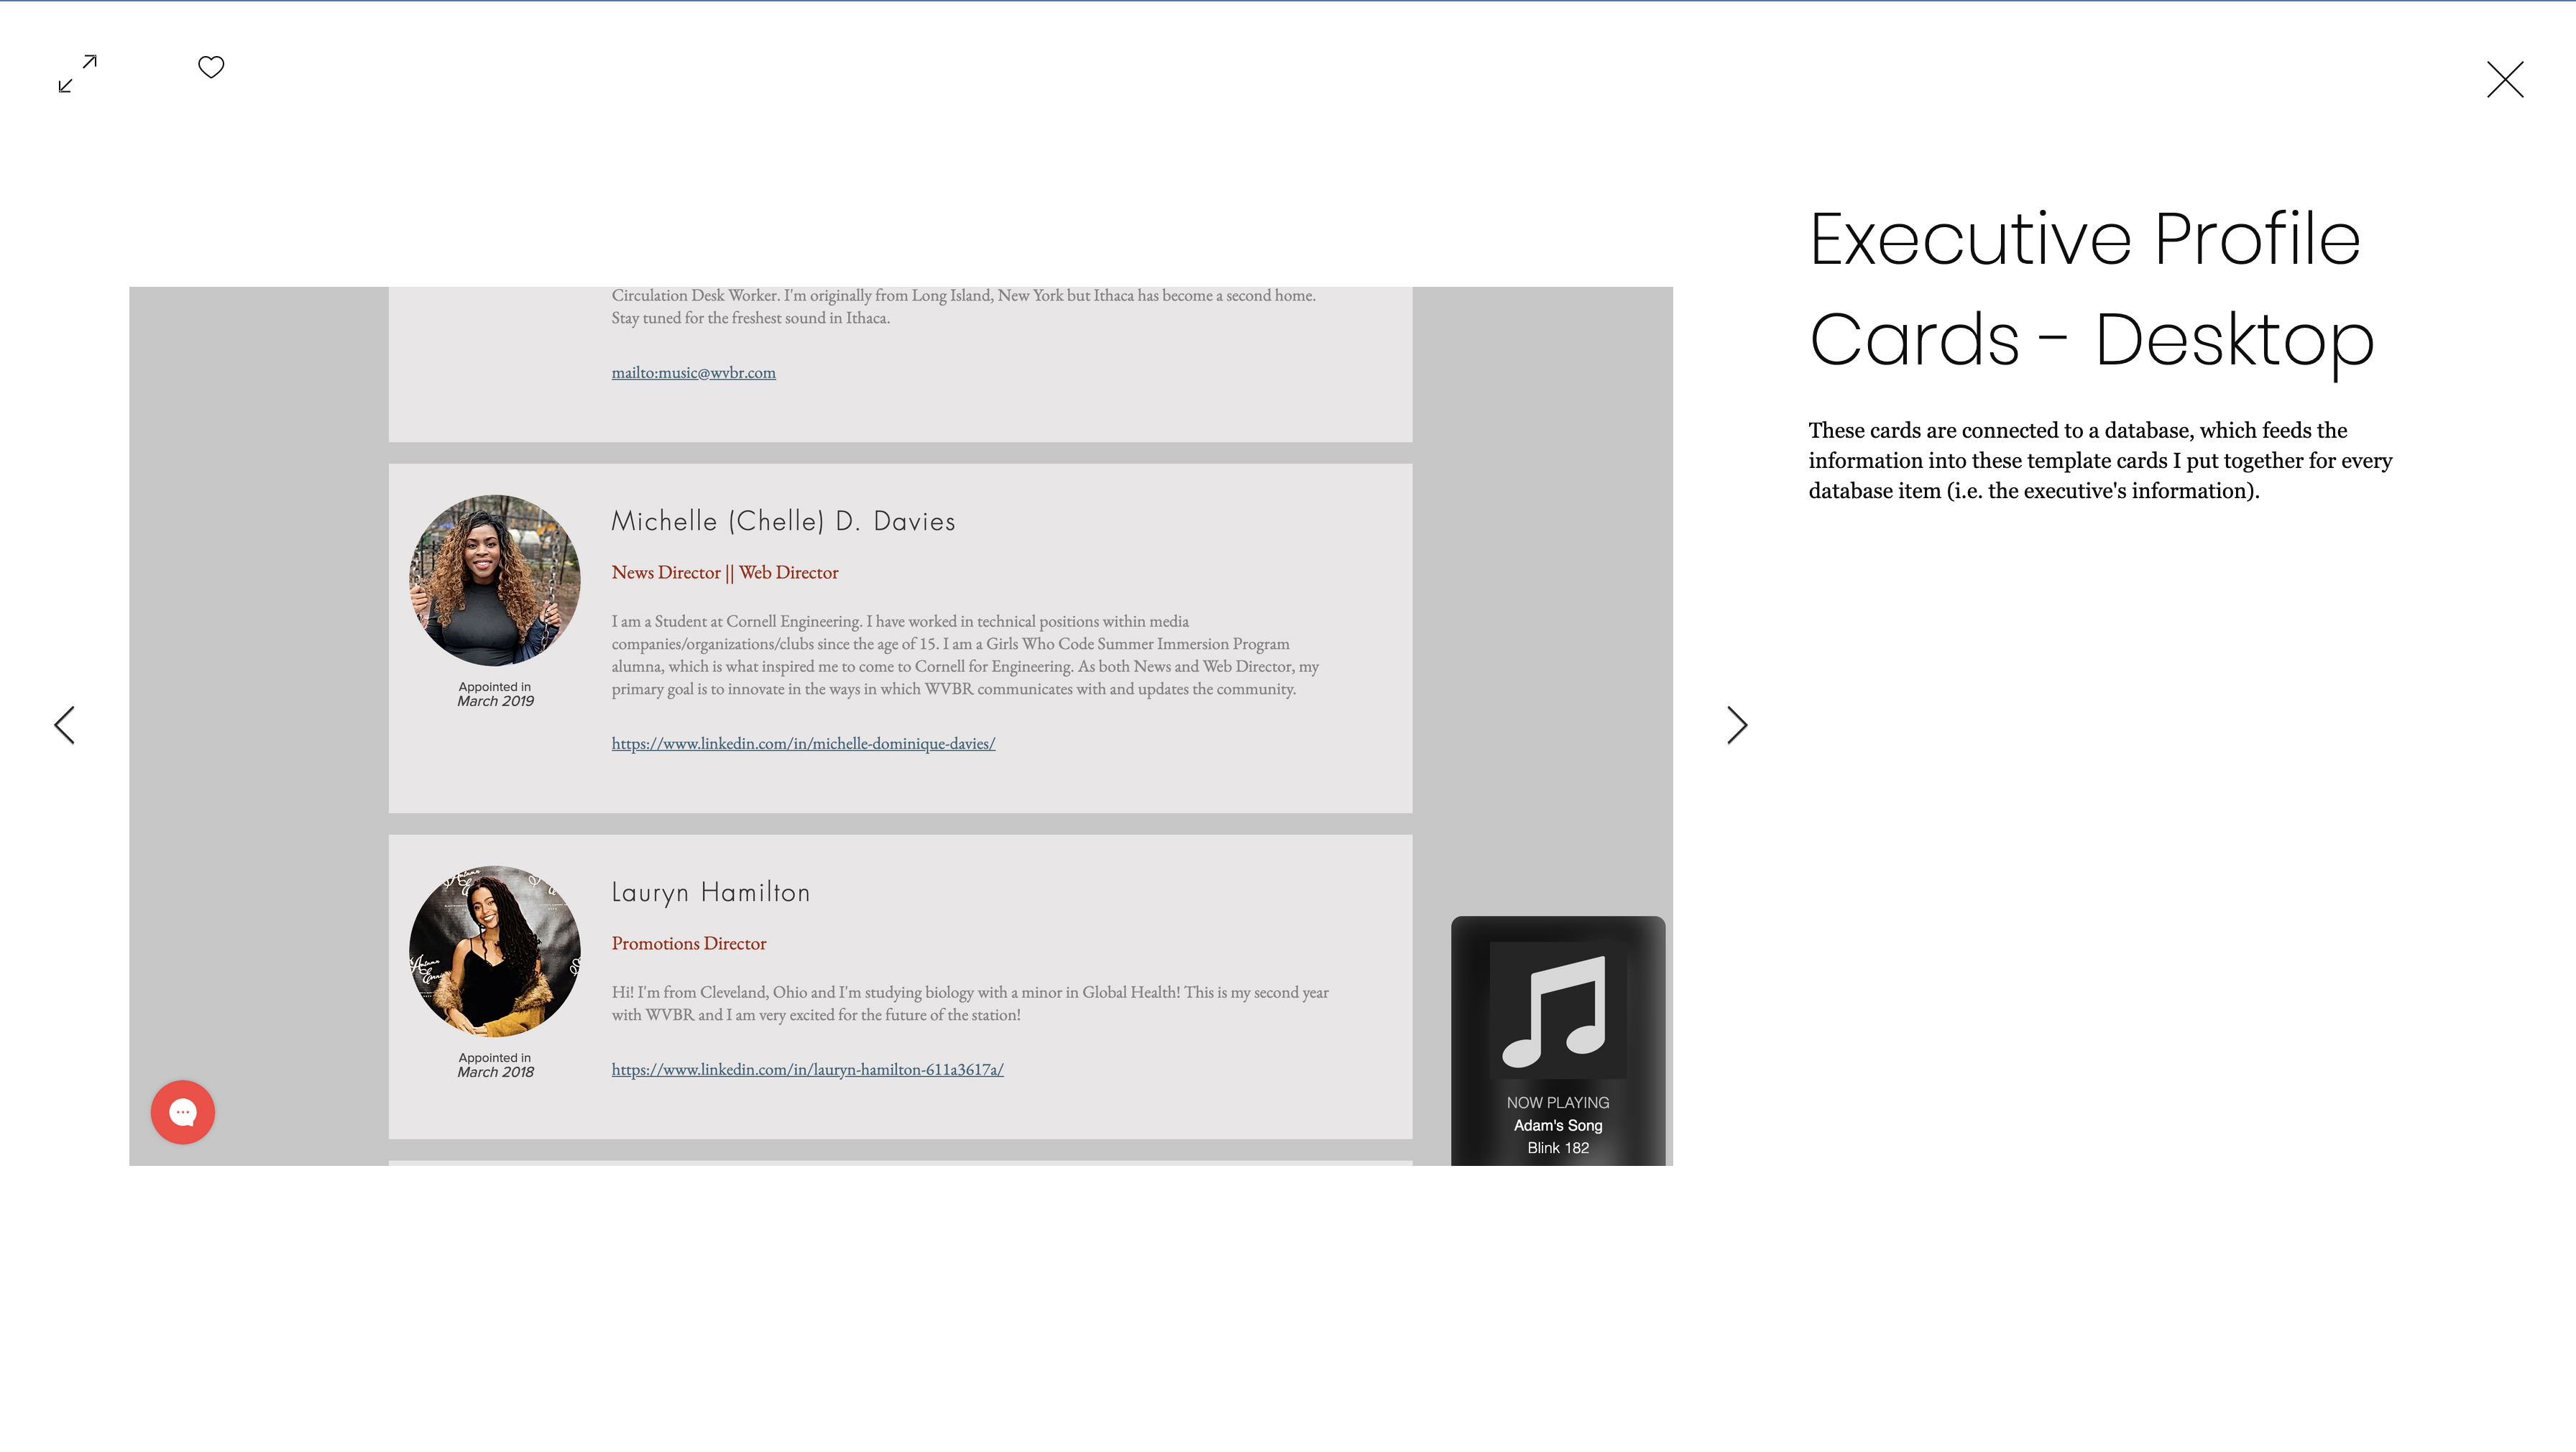 Executive Profile
Cards - Desktop
These cards are connected to a database, which feeds the
information into these template cards I put together for every
database item (i.e. the executive's information).
Circulation Desk Worker. I'm originally from Long Island, New York but Ithaca has become a second home.
Stay tuned for the freshest sound in Ithaca.
mailto:music@wvbr.com
Michelle (Chelle) D. Davies
News Director || Web Director
I am a Student at Cornell Engineering. I have worked in technical positions within media
companies/organizations/clubs since the age of 15. I am a Girls Who Code Summer Immersion Program
alumna, which is what inspired me to come to Cornell for Engineering. As both News and Web Director, my
primary goal is to innovate in the ways in which WVBR communicates with and updates the community.
Appointed in
March 2019
https://www.linkedin.com/in/michelle-dominique-davies/
Lauryn Hamilton
Promotions Director
Hi! I'm from Cleveland, Ohio and I'm studying biology with a minor in Global Health! This is my second year
with WVBR and I am very excited for the future of the station!
Appointed in
March 2018
https://www.linkedin.com/in/lauryn-hamilton-611a3617a/
NOW PLAYING
Adam's Song
Blink 182